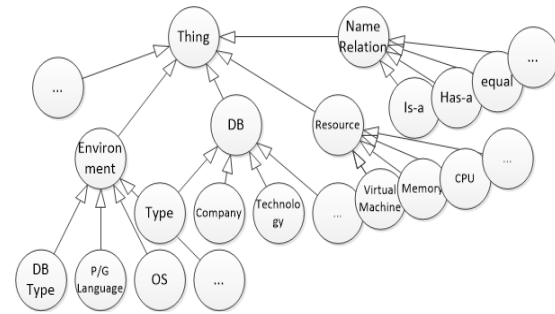 Thing
Name
Relation
...
...
Is-a
Has-a
equal
Environ
ment
DB
Resource
...
Type
Company
Technolo
gy
...
Virtual
Machine
Memory
CPU
DB
Type
P/G
Language
OS
...